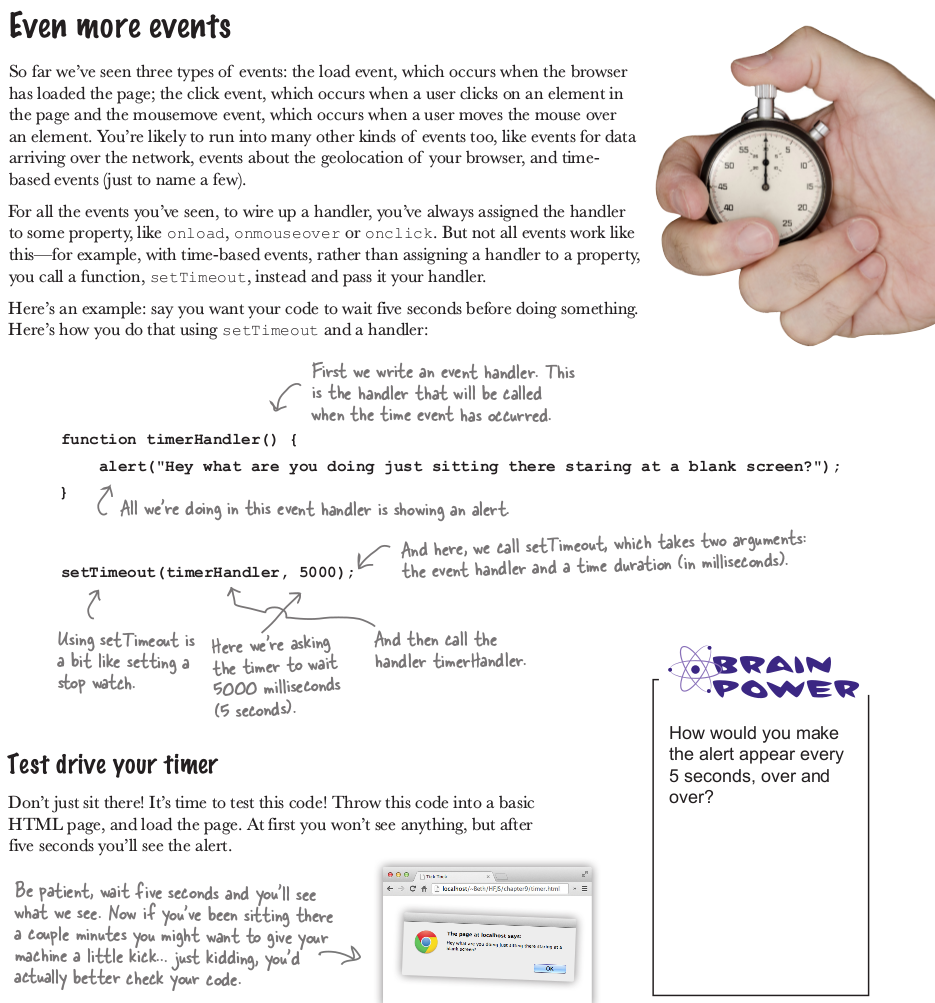 Even more events
So far we've seen three types of events: the load event, which occurs when the browser
has loaded the page; the click event, which occurs when a user clicks on an element in
the page and the mousemove event, which occurs when a user moves the mouse over
an element. You're likely to run into many other kinds of events too, like events for data
arriving over the network, events about the geolocation of your browser, and time-
based events (just to name a few).
For all the events you've seen, to wire up a handler, you've always assigned the handler
to some property, like onload, onmouseover or onclick. But not all events work like
this—for example, with time-based events, rather than assigning a handler to a property,
you call a function, setTimeout, instead and pass it your handler.
Here's an example: say you want your code to wait five seconds before doing something.
Here's how you do that using setTimeout and a handler:
55
5
50
10
45
15
40
25
First we write an event handler. This
is the handler that will be called
when the time event has occurred.
function timerHandler() {
alert("Hey what are you doing just sitting there staring at a blank screen?");
}
All we're doing in this event handler is showing an alert
And here, we call setTimeout, which takes two arguments:
the event handler and a time duration (in milliseconds).
setTimeout(timerHandler, 5000);
Using setTimeout is
a bit like setting a
stop watch.
Here we're asking
the timer to wait
5000 milliseconds
(5 seconds).
And then call the
handler timerHandler.
BRAIN
POWER
How would you make
the alert appear every
5 seconds, over and
over?
Test drive your timer
Don't just sit there! It's time to test this code! Throw this code into a basic
HTML page, and load the page. At first you won't see anything, but after
five seconds you'll see the alert.
Be patient, wait five seconds and you'll see
what we see. Now if you've been sitting there
a couple minutes you might want to give your
machine a little kick... just kidding, you'd
actually better check your code.
localhost/~Beth/HFJS/chapter9/timer.html
The page at localhost says:
Hey what are you doing just sitting there staring at a
blank screen?
OK